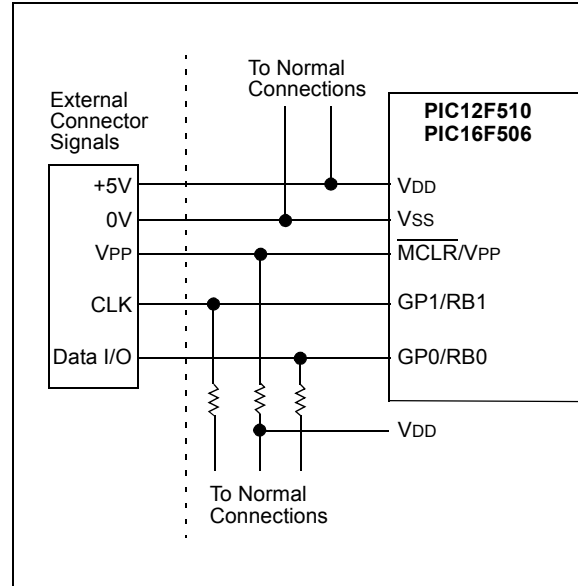 To Normal
Connections
External
Connector
Signals
PIC12F510
PIC16F506
+5V
VDD
0V
VSS
VPP
MCLR/VPP
CLK
GP1/RB1
Data I/O
GP0/RB0
VDD
To Normal
Connections